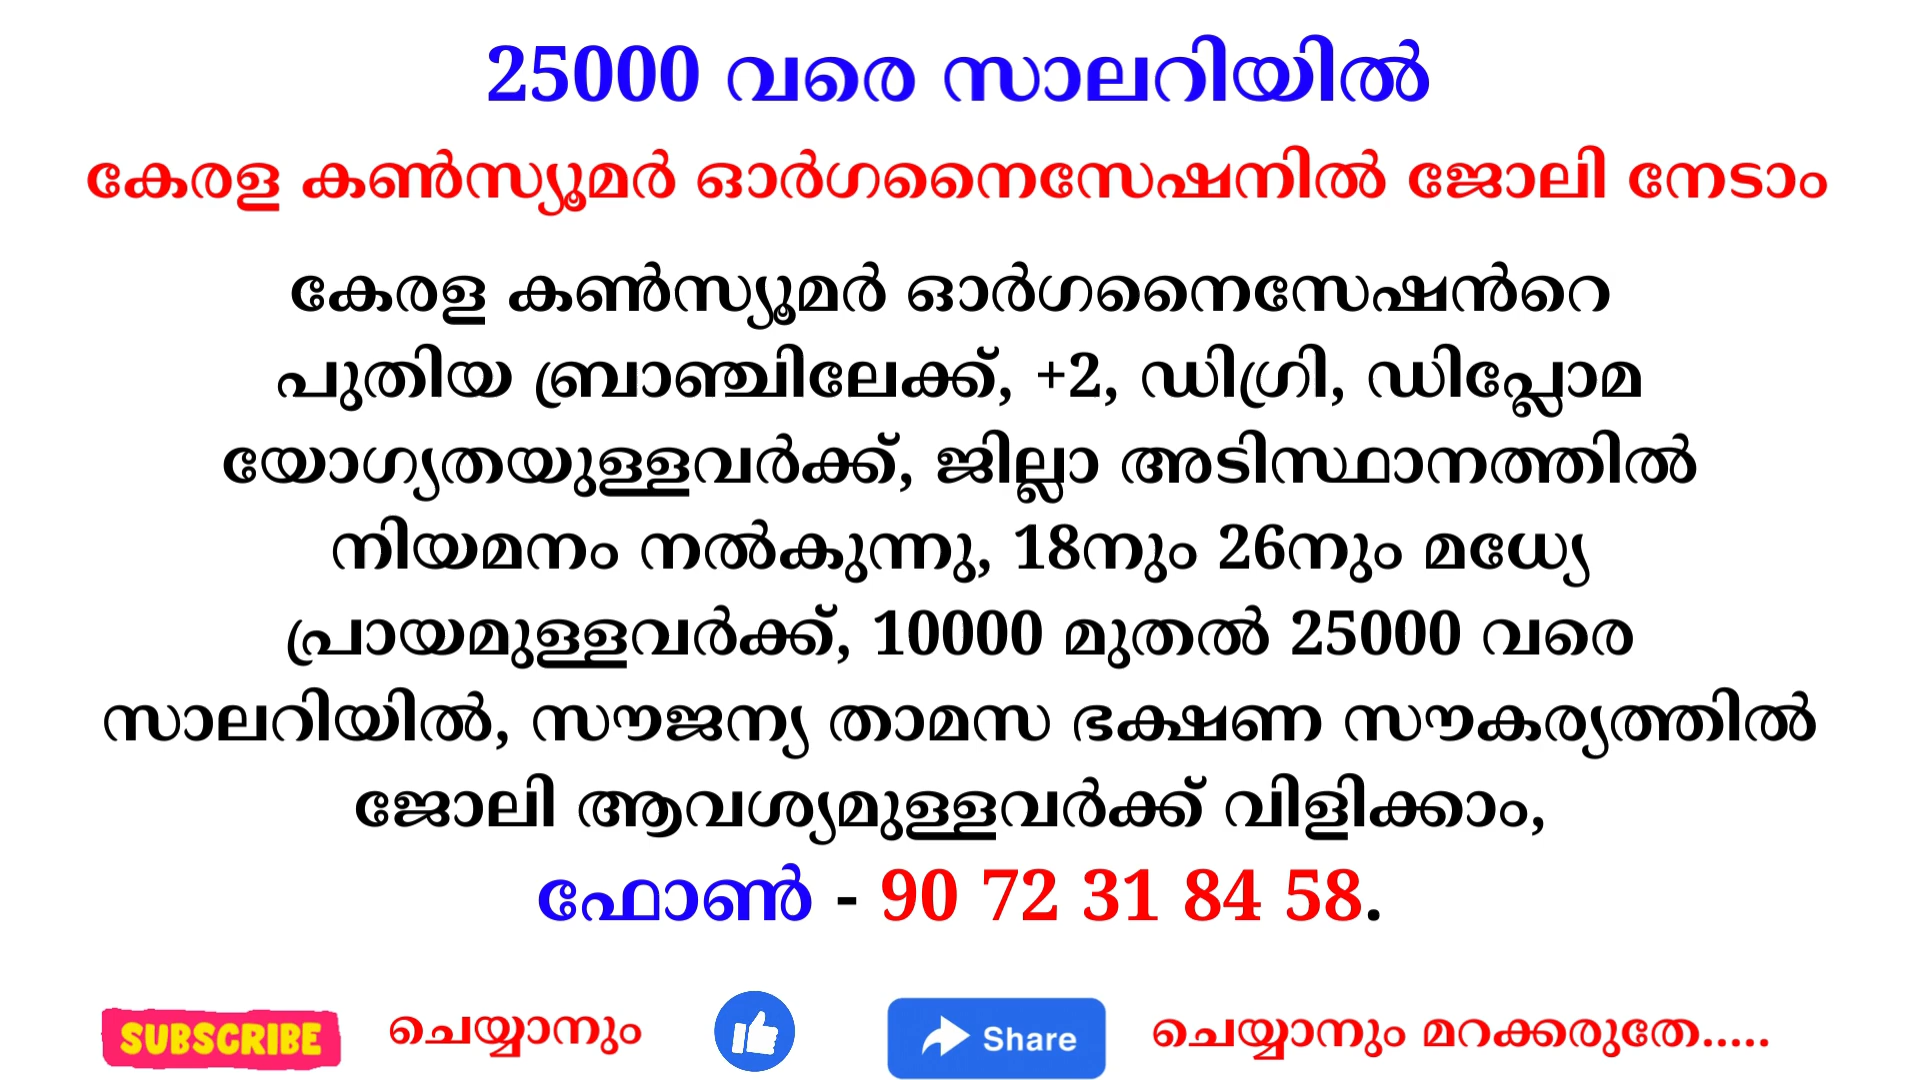 25000 വരെ സാലറിയിൽ
കേരള കൺസ്യൂമർ ഓർഗനൈസേഷനിൽ ജോലി നേടാം
കേരള കൺസ്യൂമർ ഓർഗനൈസേഷൻറെ
പുതിയ ബ്രാഞ്ചിലേക്ക്, +2, ഡിഗ്രി, ഡിപ്ലോമ
യോഗ്യതയുള്ളവർക്ക്, ജില്ലാ അടിസ്ഥാനത്തിൽ
നിയമനം നൽകുന്നു, 18നും 26നും മധ്യേ
പ്രായമുള്ളവർക്ക്, 10000 മുതൽ 25000 വരെ
സാലറിയിൽ, സൗജന്യ താമസ ഭക്ഷണ സൗകര്യത്തിൽ
ജോലി ആവശ്യമുള്ളവർക്ക് വിളിക്കാം,
ഫോൺ - 90 72 31 84 58.
SUBSCRIBE ചെയ്യാനും Share ചെയ്യാനും മറക്കരുതേ.....